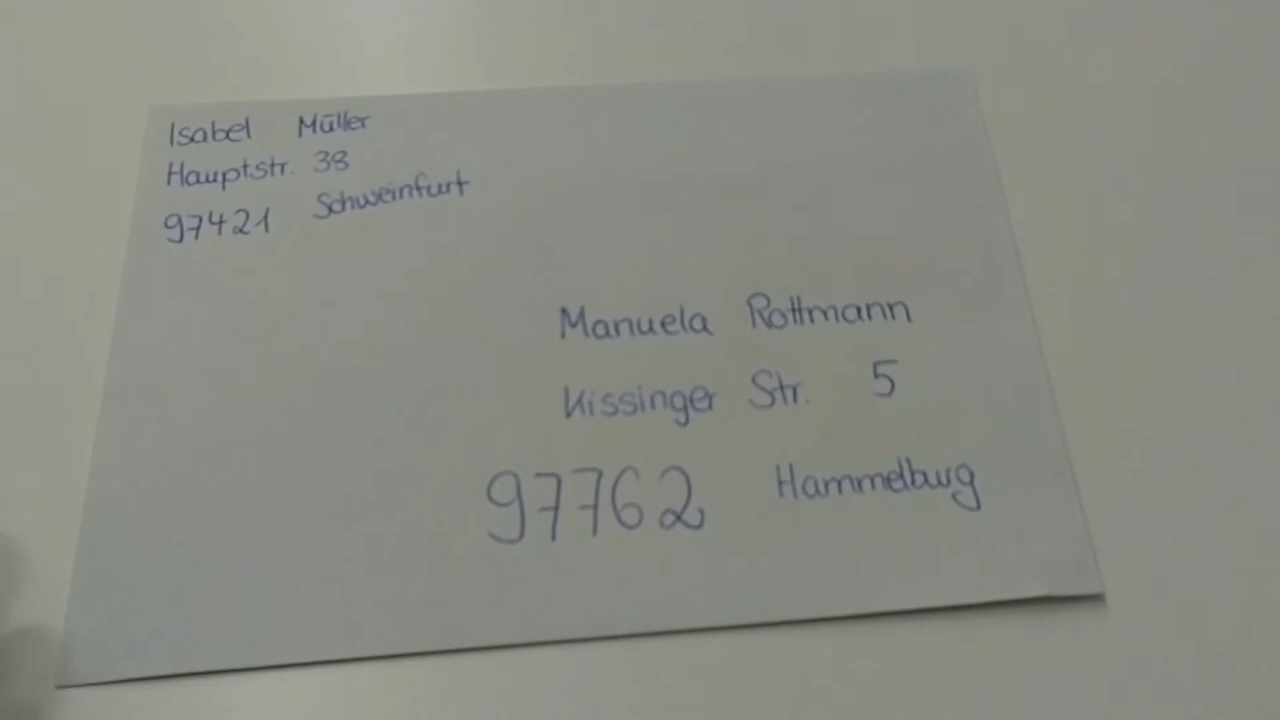 Isabel Müller
Hauptstr. 38
97421 Schweinfurt
Manuela Rottmann
Kissinger Str. 5
97762 Hammelburg